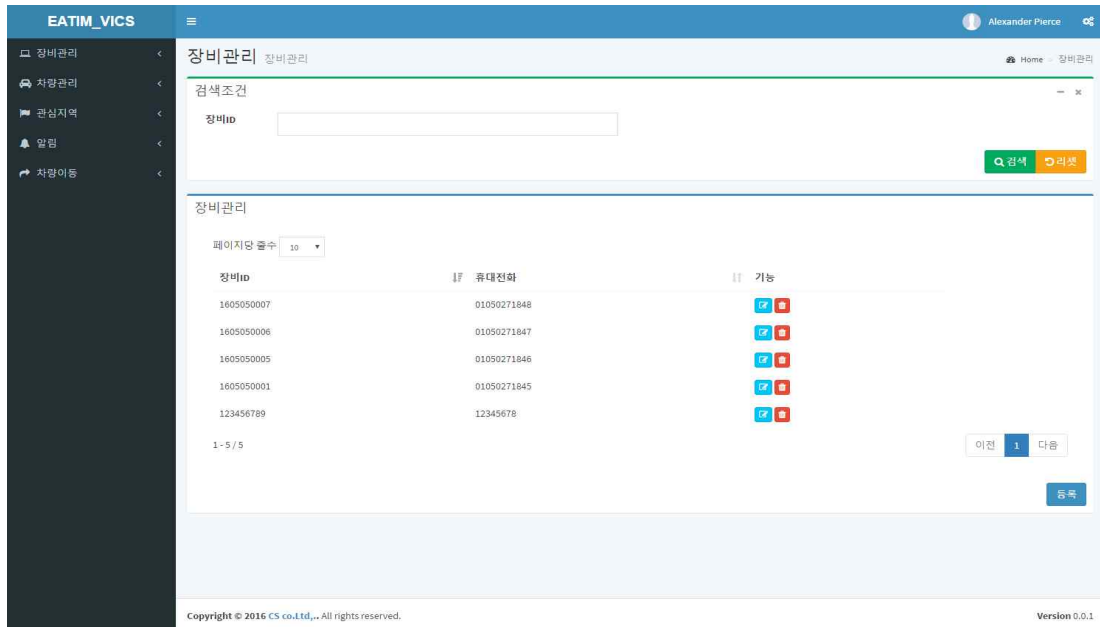 EATIM_VICS
Alexander Pierce
장비관리
차량관리
관심지역
알림
차량이동
장비관리 장비관리
Home 장비관리
검색조건
장비ID
검색 리셋
장비관리
페이지당 줄수 10
장비ID 휴대전화 기능
1605050007 01050271848
1605050006 01050271847
1605050005 01050271846
1605050001 01050271845
123456789 12345678
1 - 5 / 5
이전 1 다음
등록
Copyright © 2016 CS co.Ltd,.. All rights reserved.
Version 0.0.1